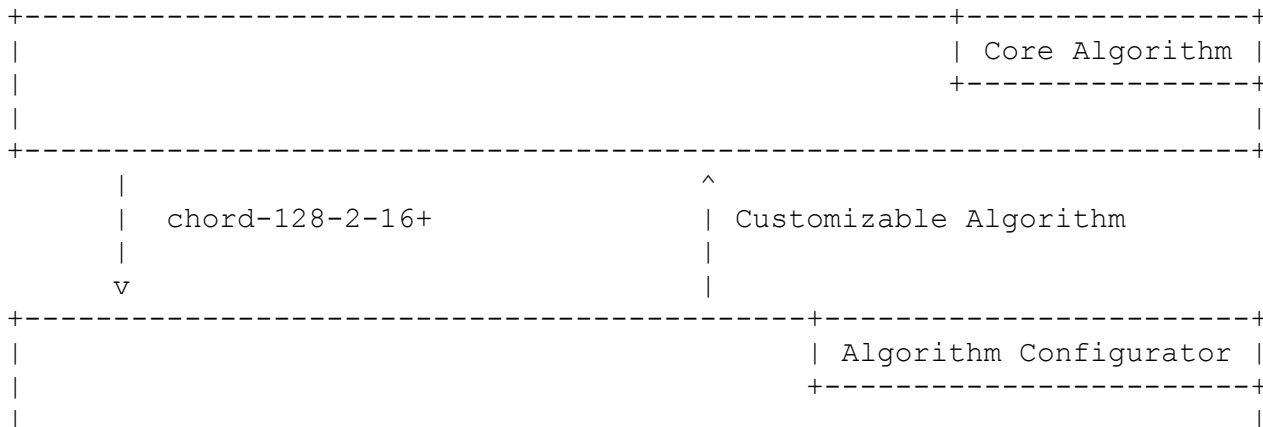 Core Algorithm
chord-128-2-16+
Customizable Algorithm
Algorithm Configurator